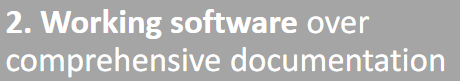 2. Working software over
comprehensive documentation